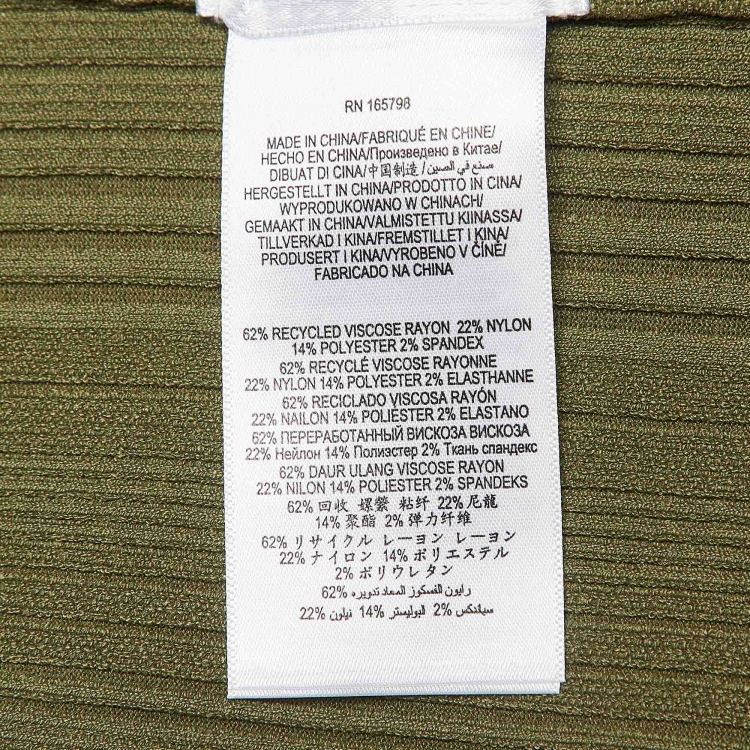 RN 165798
MADE IN CHINA/FABRIQUÉ EN CHINE/
HECHO EN CHINA/Произведено в Китае/
DIBUAT DI CINA/中国制造/صنع في الصين/
HERGESTELLT IN CHINA/PRODOTTO IN CINA/
WYPRODUKOWANO W CHINACH/
GEMAAKT IN CHINA/VALMISTETTU KIINASSA/
TILLVERKAD I KINA/FREMSTILLET I KINA/
PRODUSERT I KINA/VYROBENO V ČÍNĚ/
FABRICADO NA CHINA
62% RECYCLED VISCOSE RAYON 22% NYLON
14% POLYESTER 2% SPANDEX
62% RECYCLÉ VISCOSE RAYONNE
22% NYLON 14% POLYESTER 2% ELASTHANNE
62% RECICLADO VISCOSA RAYÓN
22% NAILON 14% POLIÉSTER 2% ELASTANO
62% ПЕРЕРАБОТАННЫЙ ВИСКОЗА ВИСКОЗА
22% Нейлон 14% Полиэстер 2% Ткань спандекс
62% DAUR ULANG VISCOSE RAYON
22% NILON 14% POLIESTER 2% SPANDEKS
62% 回收 嫘縈 粘纤 22% 尼龍
14% 聚酯 2% 弹力纤维
62% リサイクル レーヨン レーヨン
22% ナイロン 14% ポリエステル
2% ポリウレタン
رايون الفسكوز المعاد تدويره %62
سباندكس %2 البوليستر %14 نيلون %22